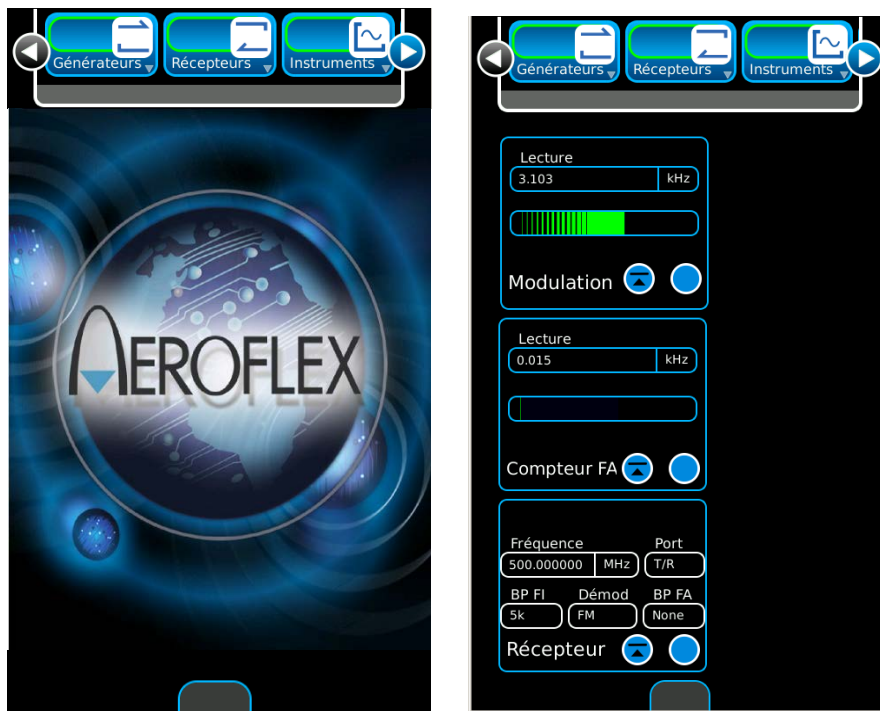 Générateurs Récepteurs Instruments
AEROFLEX
Générateurs Récepteurs Instruments
Lecture
3.103 kHz
Modulation
Lecture
0.015 kHz
Compteur FA
Fréquence Port
500.000000 MHz T/R
BP FI Démod BP FA
5k FM None
Récepteur